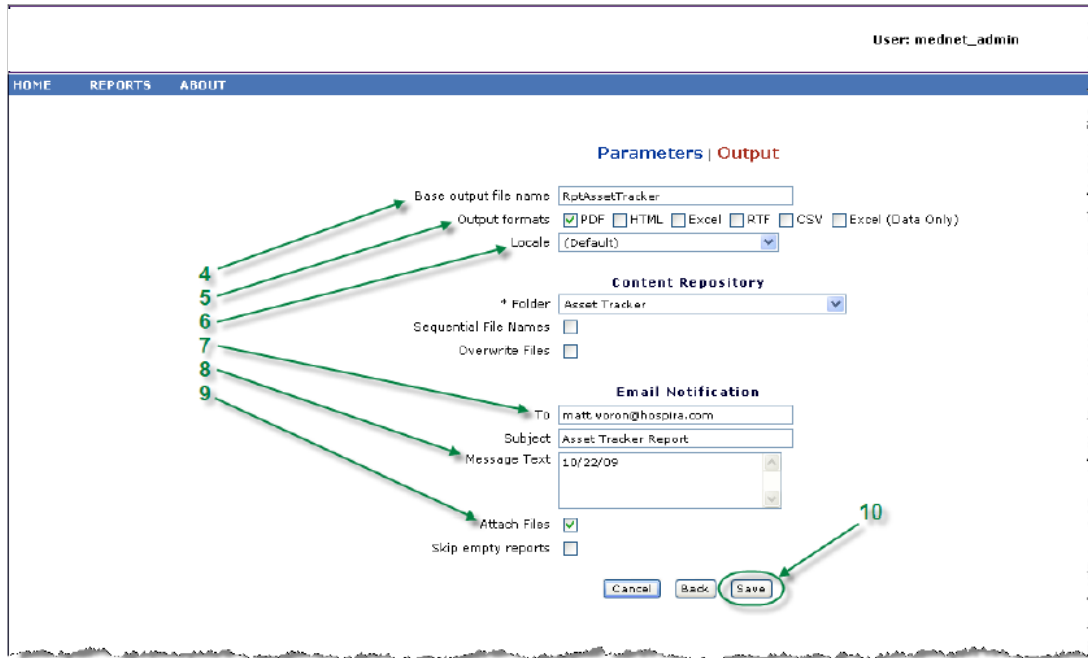 User: mednet_admin
HOME REPORTS ABOUT
Parameters | Output
Base output file name RptAssetTracker
Output formats PDF HTML Excel RTF CSV Excel (Data Only)
Locele (Default)
4
5
6
7
8
9
Content Repository
* Folder Asset Tracker
Sequential File Names
Overwrite Files
Email Notification
To matt.voron@hospira.com
Subject Asset Tracker Report
Message Text 10/22/09
Attach Files
10
Skip empty reports
Cancel Back Save